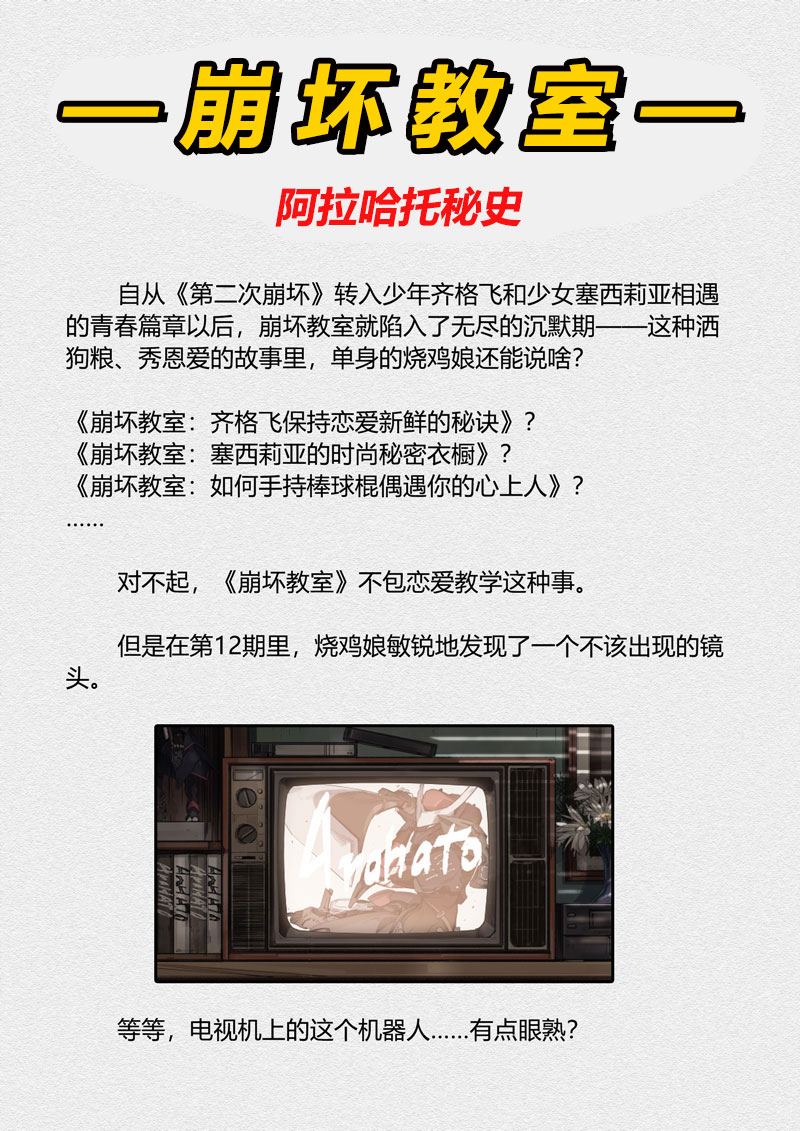 —崩坏教室—
阿拉哈托秘史
自从《第二次崩坏》转入少年齐格飞和少女塞西莉亚相遇
的青春篇章以后，崩坏教室就陷入了无尽的沉默期——这种洒
狗粮、秀恩爱的故事里，单身的烧鸡娘还能说啥？
《崩坏教室：齐格飞保持恋爱新鲜的秘诀》？
《崩坏教室：塞西莉亚的时尚秘密衣橱》？
《崩坏教室：如何手持棒球棍偶遇你的心上人》？
……
对不起，《崩坏教室》不包恋爱教学这种事。
但是在第12期里，烧鸡娘敏锐地发现了一个不该出现的镜
头。
Arahato
ArAHATO
ArAHATO
ArAHATO
等等，电视机上的这个机器人……有点眼熟？